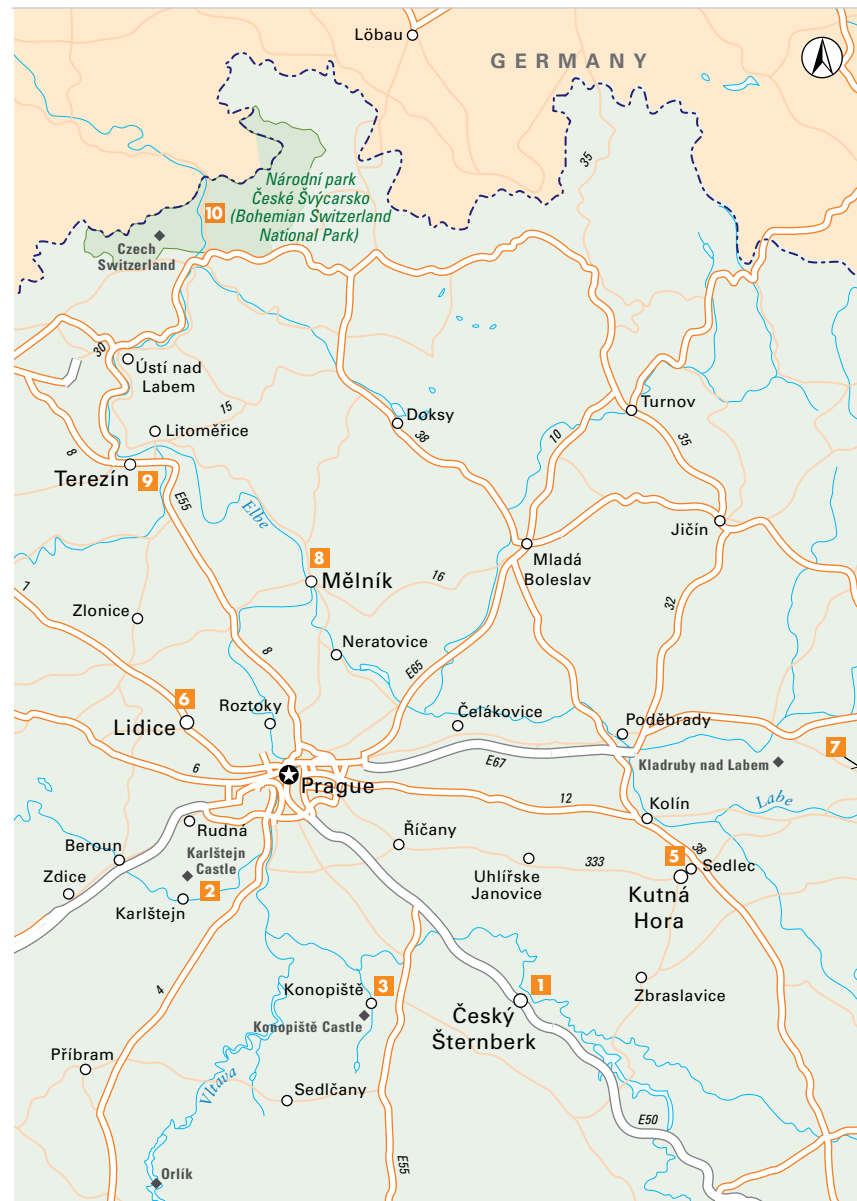 Löbau
GERMANY
35
Národní park
České Švýcarsko
(Bohemian Switzerland
National Park)
10
Czech
Switzerland
30
Ústí nad
Labem
15
Litoměřice
Doksy
38
Turnov
10
35
8
Terezín
9
E55
Elbe
Jičín
8
Mělník
16
Mladá
Boleslav
7
Zlonice
32
8
Neratovice
E65
6
Lidice
Roztoky
Čelákovice
Poděbrady
E67
Kladruby nad Labem
7
6
Prague
12
Kolín
Labe
Rudná
Říčany
38
Beroun
Karlštejn
Castle
Zdice
2
Karlštejn
333
Uhlířske
Janovice
5
Sedlec
Kutná
Hora
4
Konopiště
3
Konopiště Castle
1
Český
Šternberk
Zbraslavice
Příbram
Vltava
Sedlčany
E50
E55
Orlík